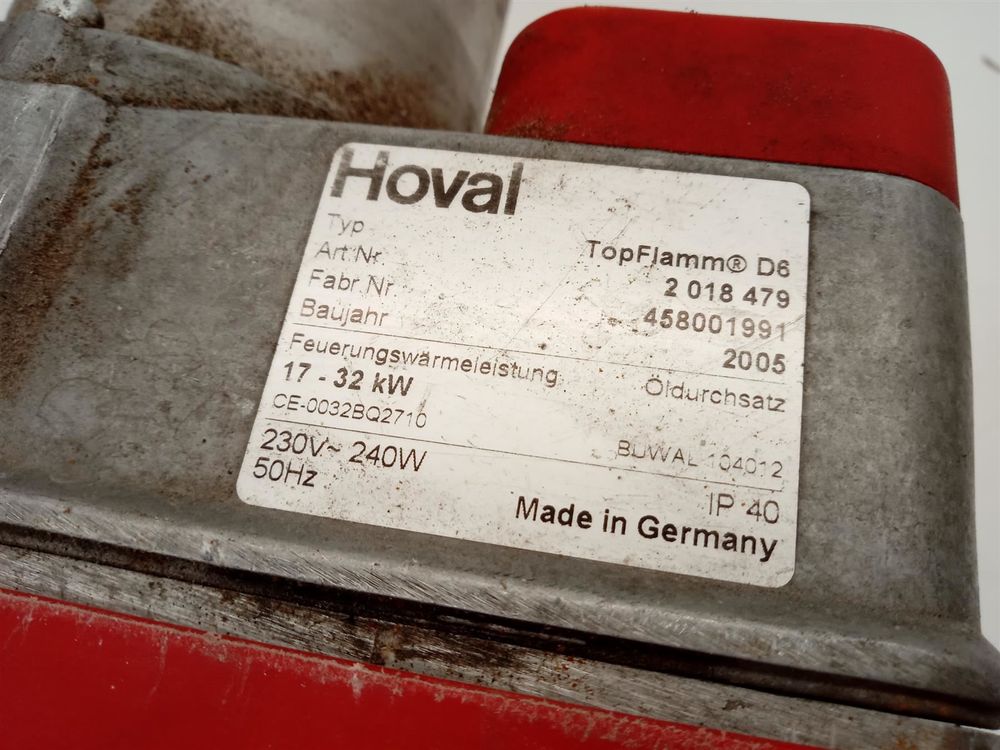 Hoval
Typ TopFlamm® D6
Art.Nr. 2 018 479
Fabr.Nr. 458001991
Baujahr 2005
Feuerungswärmeleistung Öldurchsatz
17 - 32 kW
CE-0032BQ2710 BUWAL 104012
230V~ 240W IP 40
50Hz Made in Germany